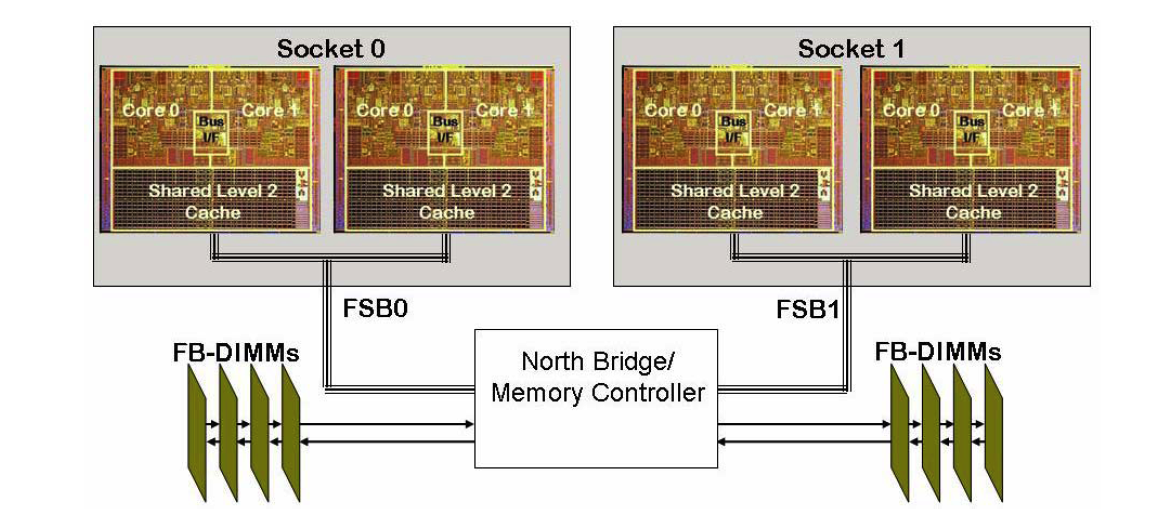 Socket 0
Socket 1
Core 0
Core 1
Bus
I/F
Shared Level 2
Cache
Core 0
Core 1
Bus
I/F
Shared Level 2
Cache
Core 0
Core 1
Bus
I/F
Shared Level 2
Cache
Core 0
Core 1
Bus
I/F
Shared Level 2
Cache
FSB0
FSB1
FB-DIMMs
North Bridge/
Memory Controller
FB-DIMMs